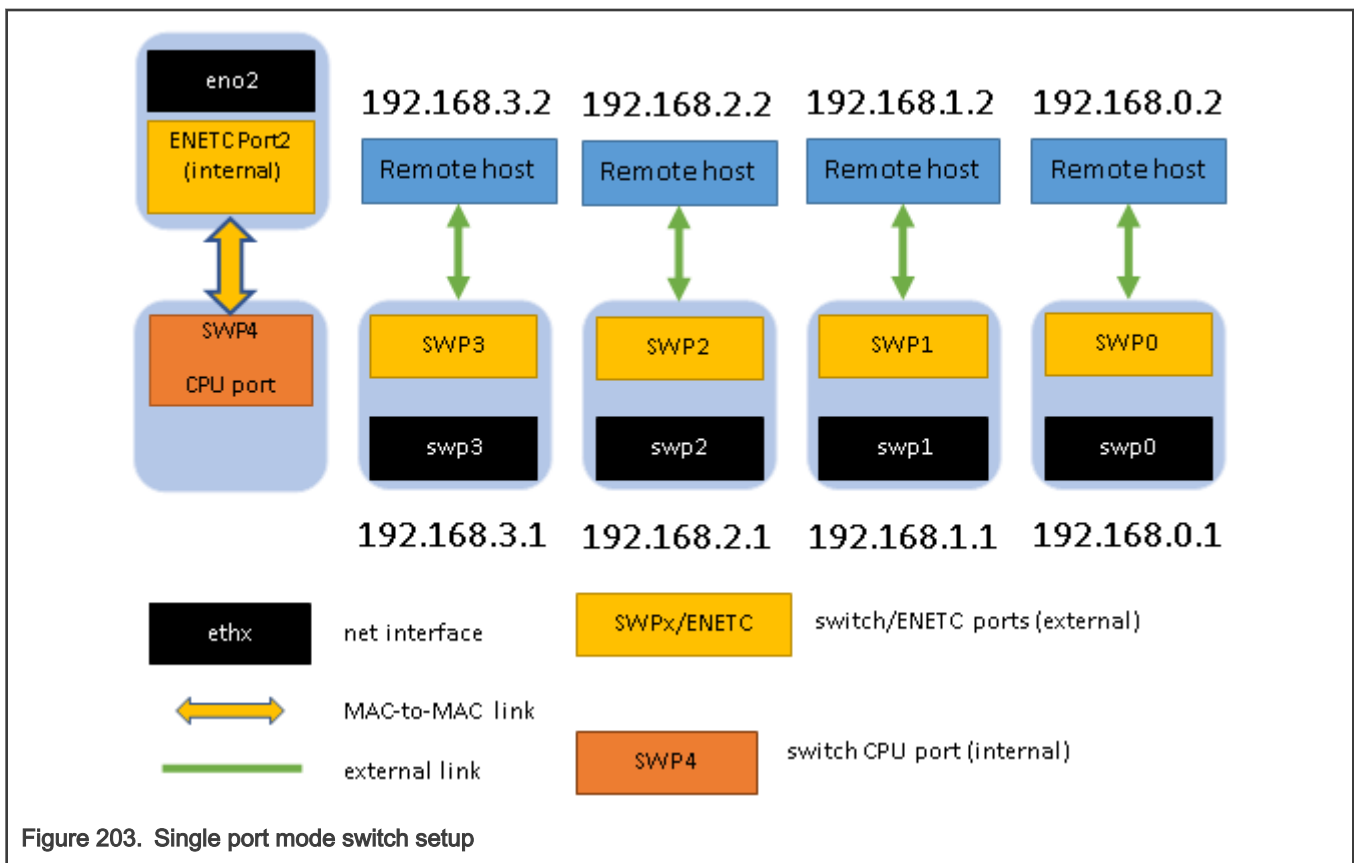 eno2
ENETC Port2
(internal)
192.168.3.2
192.168.2.2
192.168.1.2
192.168.0.2
Remote host
Remote host
Remote host
Remote host
SWP4
CPU port
SWP3
SWP2
SWP1
SWP0
swp3
swp2
swp1
swp0
192.168.3.1
192.168.2.1
192.168.1.1
192.168.0.1
ethx
net interface
SWPx/ENETC
switch/ENETC ports (external)
MAC-to-MAC link
external link
SWP4
switch CPU port (internal)
Figure 203. Single port mode switch setup